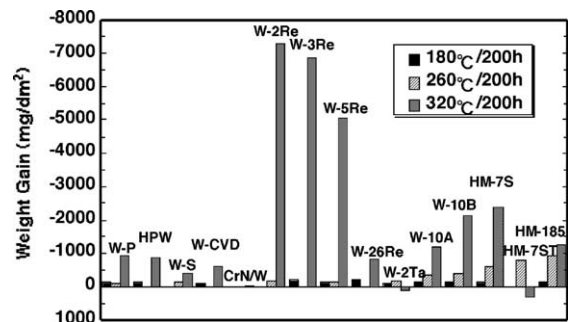 -8000
-7000
-6000
-5000
-4000
-3000
-2000
-1000
0
1000
Weight Gain (mg/dm²)
180℃/200h
260℃/200h
320℃/200h
W-P
HPW
W-S
W-CVD
CrN/W
W-2Re
W-3Re
W-5Re
W-26Re
W-2Ta
W-10A
W-10B
HM-7S
HM-7ST
HM-185